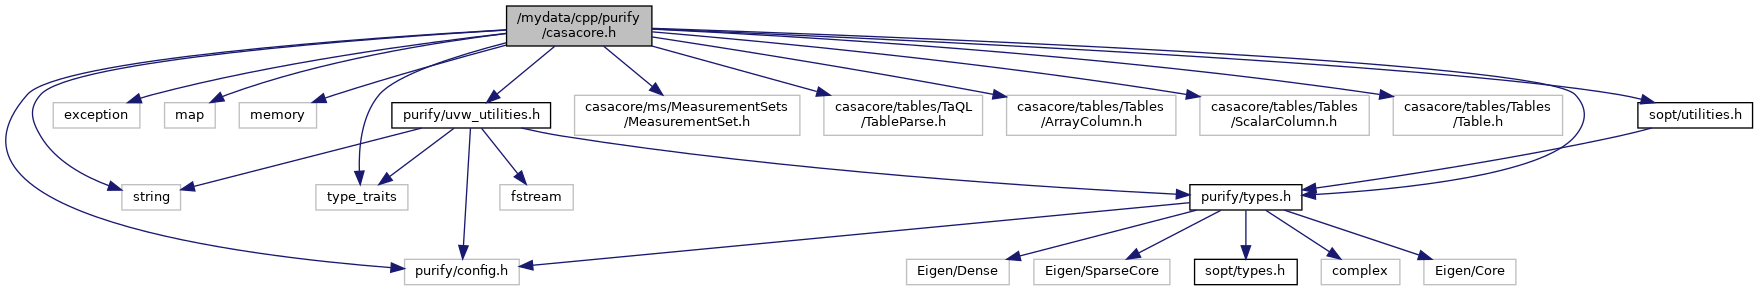 /mydata/cpp/purify
/casacore.h
exception
map
memory
purify/uvw_utilities.h
casacore/ms/MeasurementSets
/MeasurementSet.h
casacore/tables/TaQL
/TableParse.h
casacore/tables/Tables
/ArrayColumn.h
casacore/tables/Tables
/ScalarColumn.h
casacore/tables/Tables
/Table.h
sopt/utilities.h
string
type_traits
fstream
purify/types.h
purify/config.h
Eigen/Dense
Eigen/SparseCore
sopt/types.h
complex
Eigen/Core